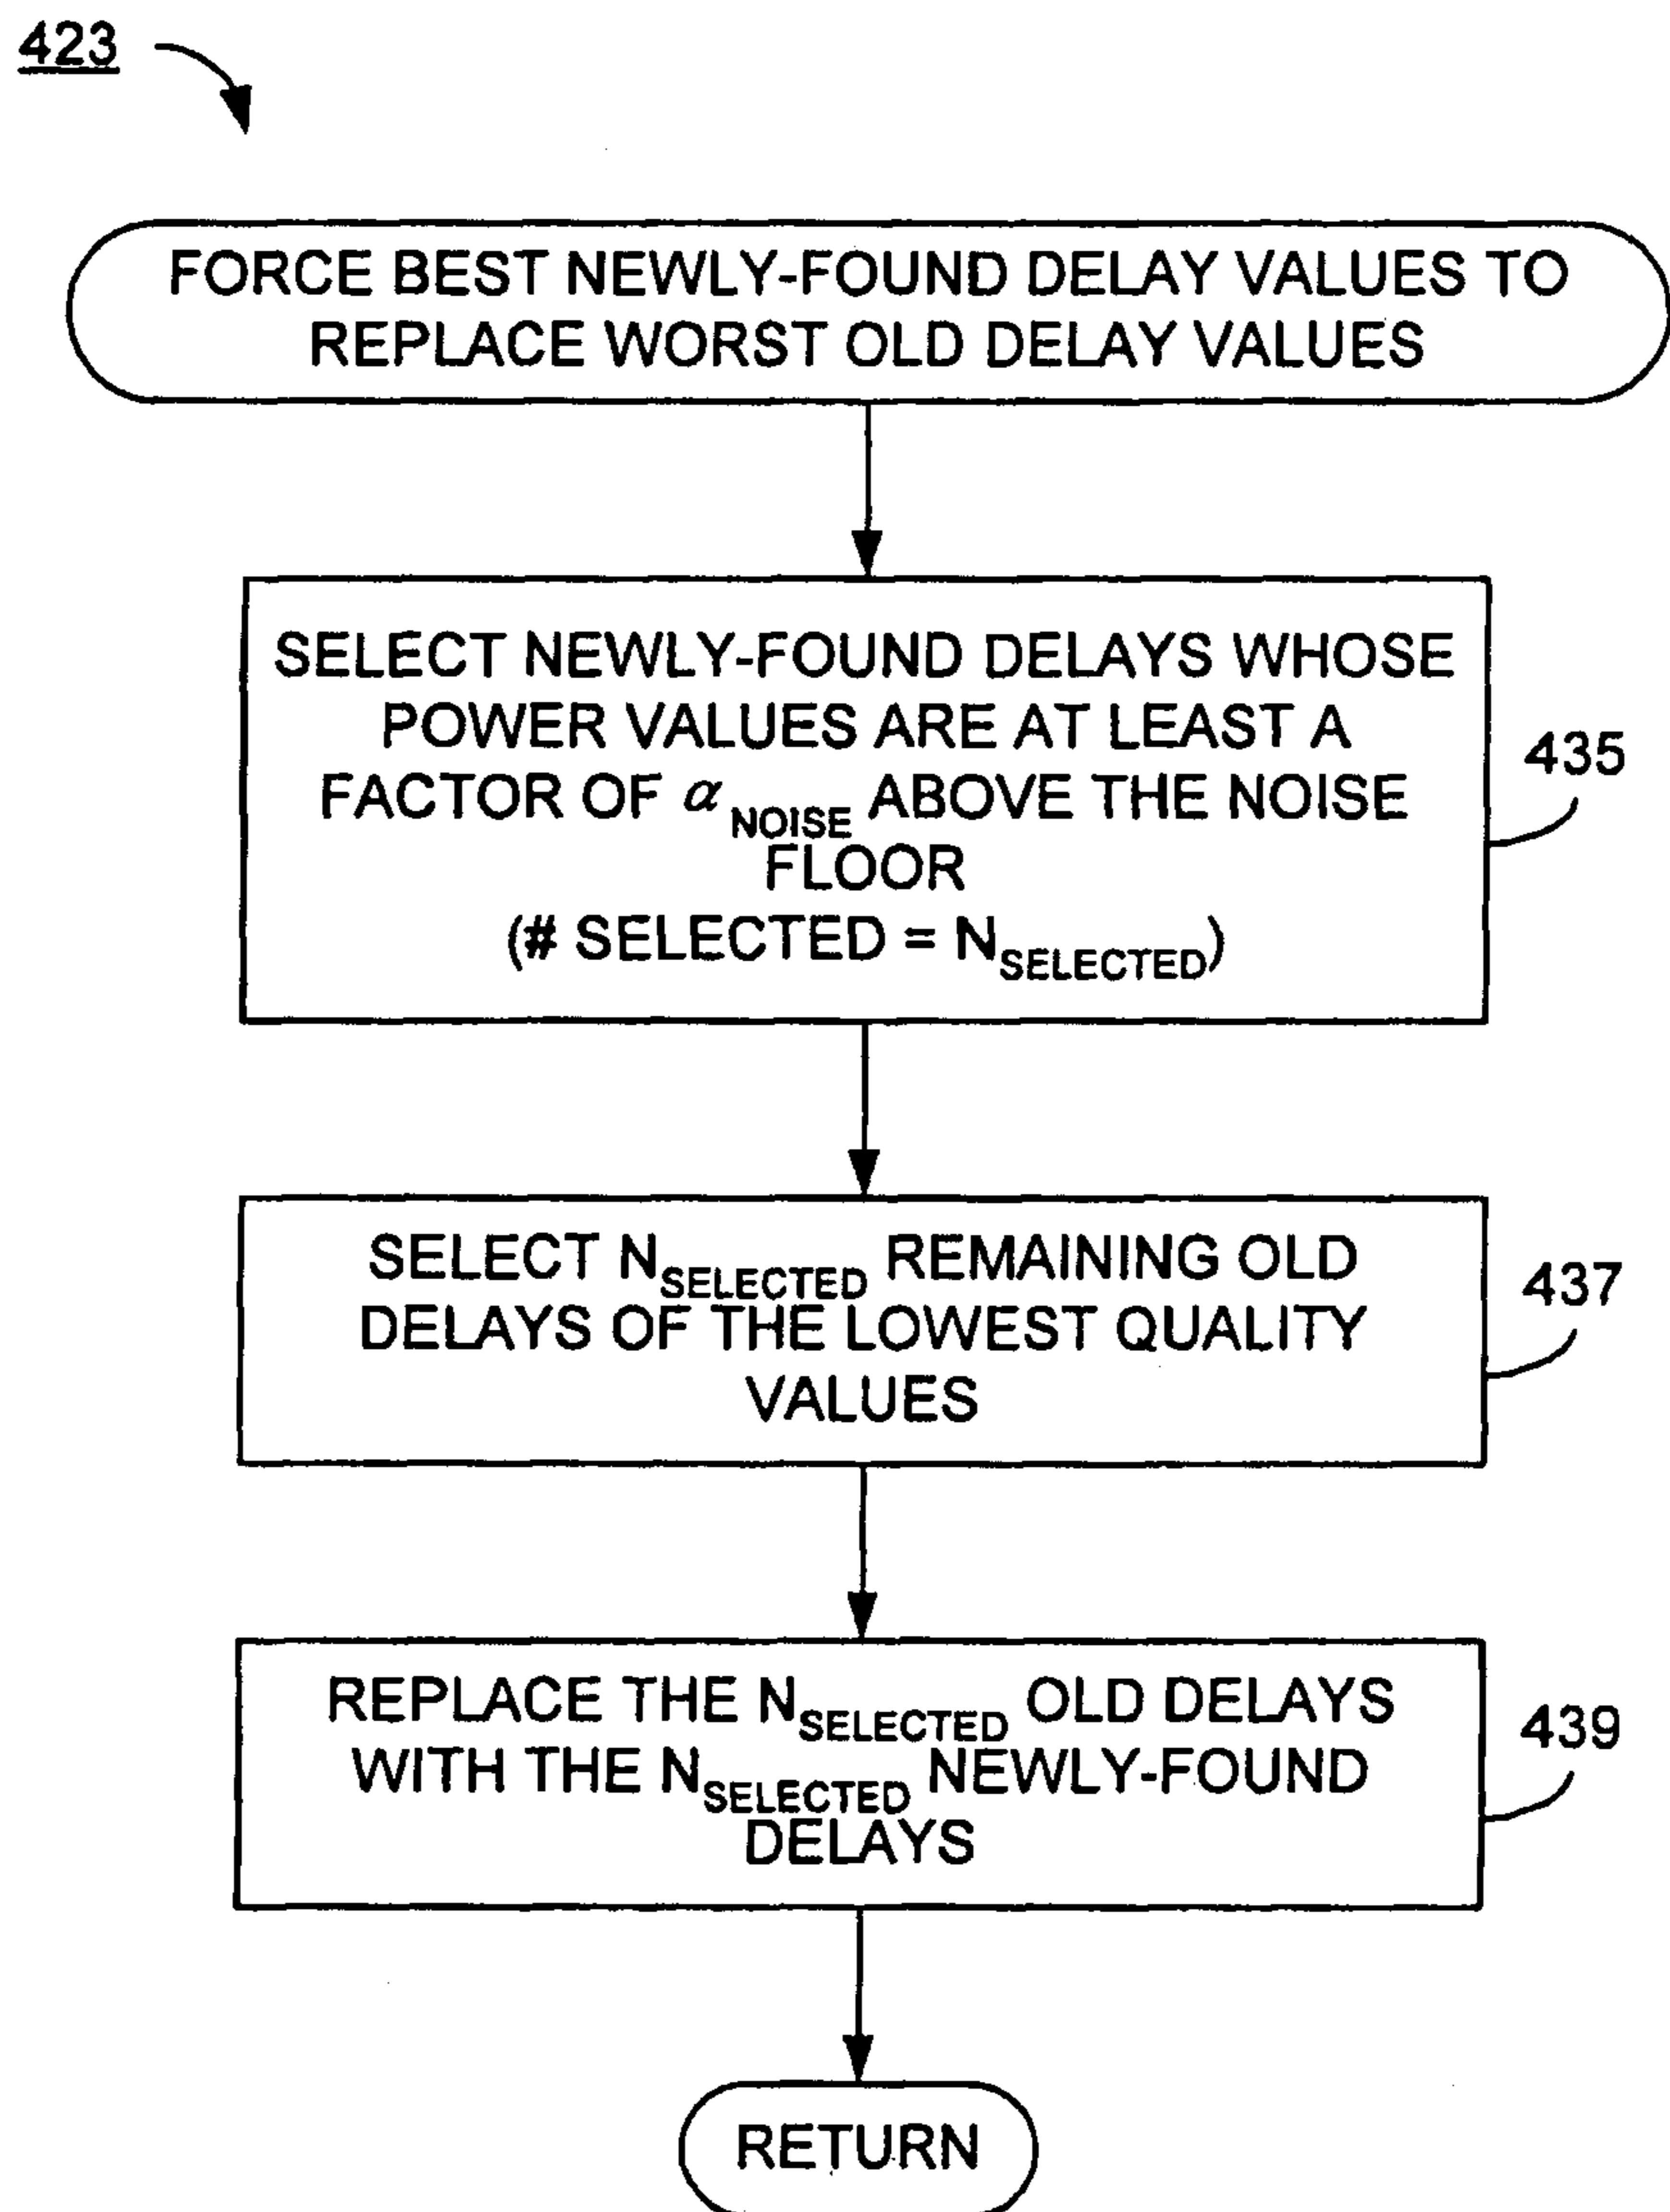 423
FORCE BEST NEWLY-FOUND DELAY VALUES TO
REPLACE WORST OLD DELAY VALUES
SELECT NEWLY-FOUND DELAYS WHOSE
POWER VALUES ARE AT LEAST A
FACTOR OF α NOISE ABOVE THE NOISE
FLOOR
(# SELECTED = N SELECTED)
435
SELECT N SELECTED REMAINING OLD
DELAYS OF THE LOWEST QUALITY
VALUES
437
REPLACE THE N SELECTED OLD DELAYS
WITH THE N SELECTED NEWLY-FOUND
DELAYS
439
RETURN